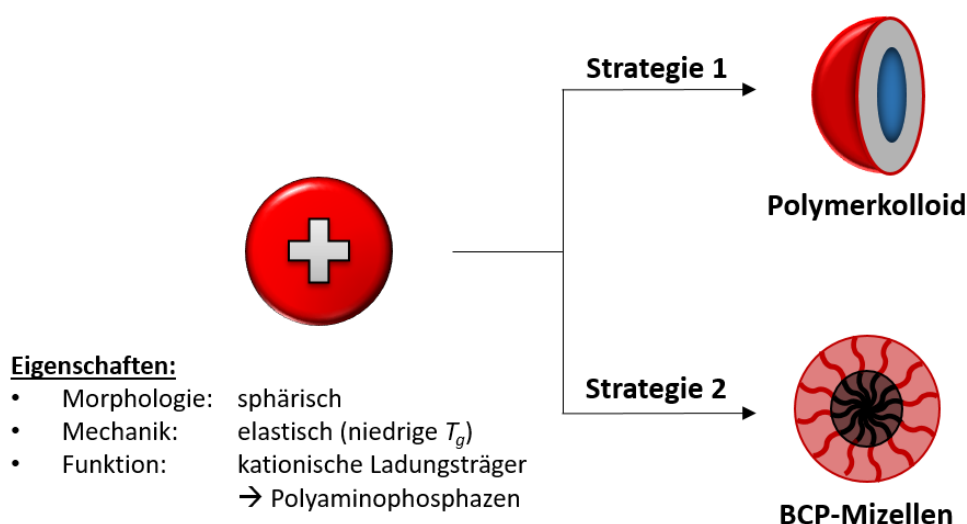 Strategie 1
Polymerkolloid
Eigenschaften:
• Morphologie: sphärisch
• Mechanik: elastisch (niedrige Tg)
• Funktion: kationische Ladungsträger
→ Polyaminophosphazen
Strategie 2
BCP-Mizellen